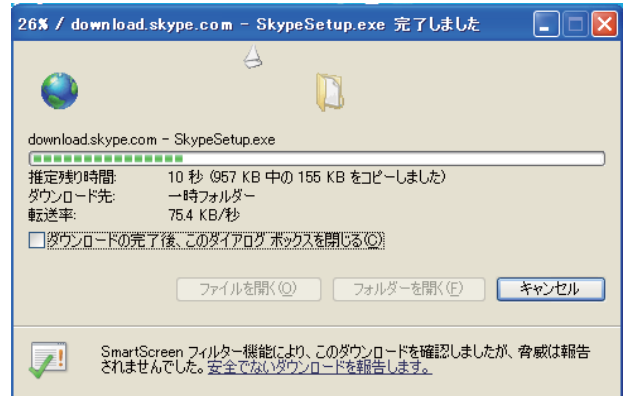 26% / download.skype.com - SkypeSetup.exe 完了しました
download.skype.com - SkypeSetup.exe
推定残り時間: 10 秒 (957 KB 中の 155 KB をコピーしました)
ダウンロード先: 一時フォルダー
転送率: 75.4 KB/秒
ダウンロードの完了後、このダイアログ ボックスを閉じる(C)
ファイルを開く(O) フォルダーを開く(F) キャンセル
SmartScreen フィルター機能により、このダウンロードを確認しましたが、脅威は報告
されませんでした。安全でないダウンロードを報告します。